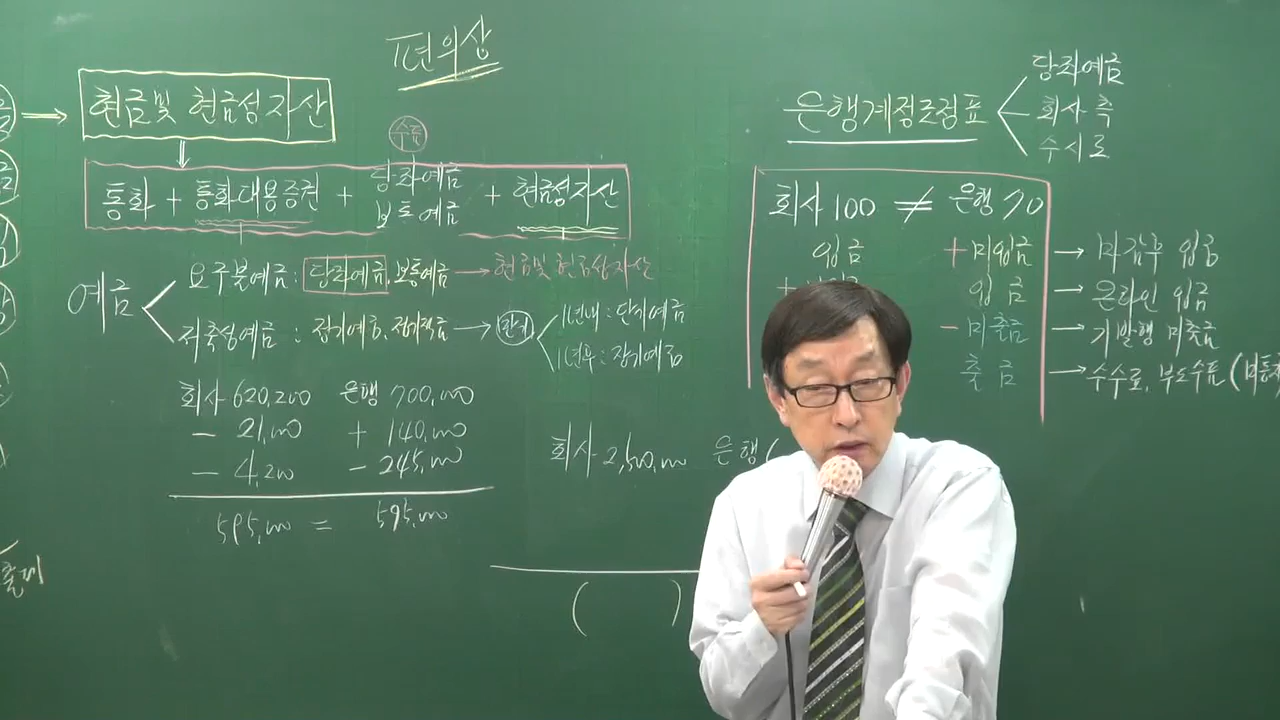 편의상
현금및 현금성자산
수표
통화 + 통화대용증권 + 당좌예금 보통예금 + 현금성자산
예금
요구불예금 : 당좌예금, 보통예금 → 현금및 현금성자산
저축성예금 : 정기예금, 정기적금 → 만기
1년내 : 단기예금
1년후 : 장기예금
회사 620,200 은행 700,000
- 21,000 + 140,000
- 4,200 - 245,000
595,000 = 595,000
회사 2,500,000 은행 (
( )
은행계정조정표
당좌예금
회사 측
수시로
회사 100 ≠ 은행 70
입금 + 미입금 → 마감후 입금
+ 입금 → 온라인 입금
- 미출금 → 기발행 미출금
출금 → 수수료, 부도수표 (미통지
출제